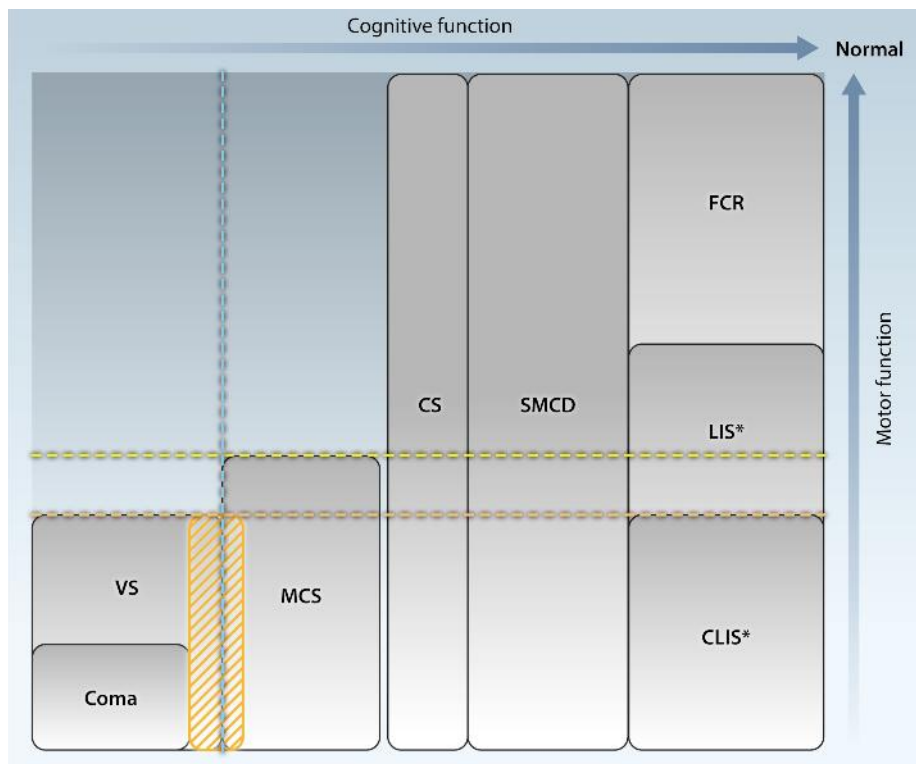 Cognitive function
Normal
FCR
Motor function
CS
SMCD
LIS*
VS
MCS
CLIS*
Coma